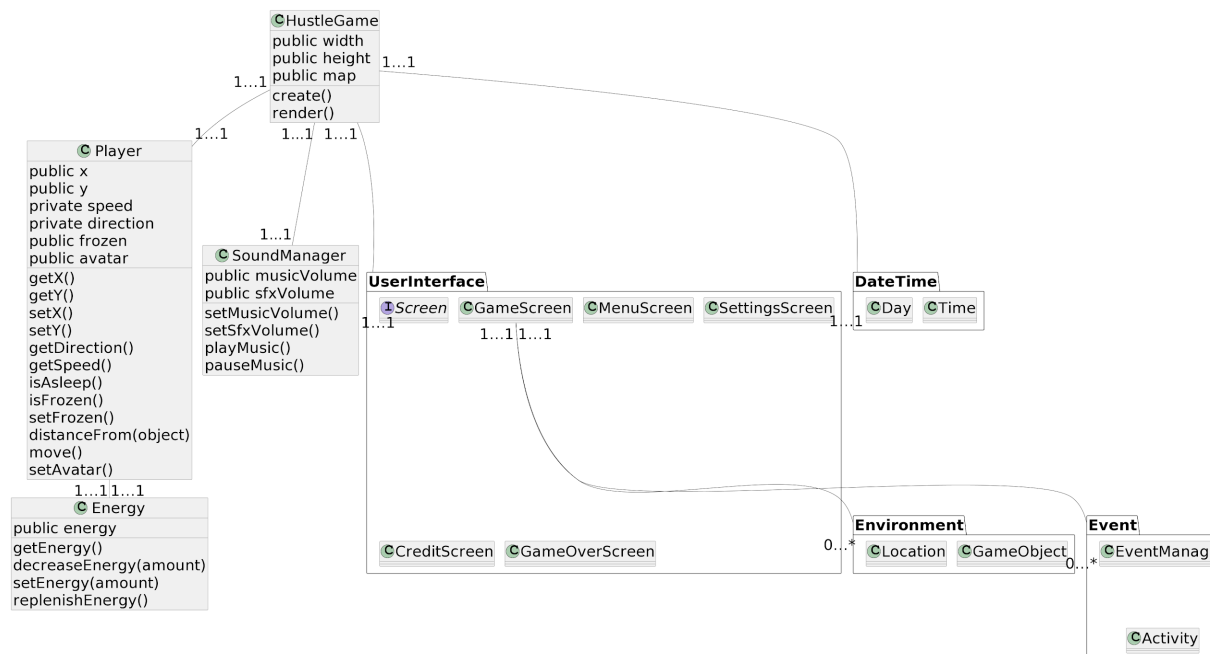 HustleGame
public width
public height
public map
create()
render()
1...1
1...1
1...1
1...1
1...1
Player
public x
public y
private speed
private direction
public frozen
public avatar
getX()
getY()
setX()
setY()
getDirection()
getSpeed()
isAsleep()
isFrozen()
setFrozen()
distanceFrom(object)
move()
setAvatar()
1...1
1...1
Energy
public energy
getEnergy()
decreaseEnergy(amount)
setEnergy(amount)
replenishEnergy()
1...1
SoundManager
public musicVolume
public sfxVolume
setMusicVolume()
setSfxVolume()
playMusic()
pauseMusic()
UserInterface
Screen
GameScreen
MenuScreen
SettingsScreen
1...1
1...1
1...1
CreditScreen
GameOverScreen
DateTime
Day
Time
1...1
Environment
Location
GameObject
0...*
Event
EventManag
0...*
Activity